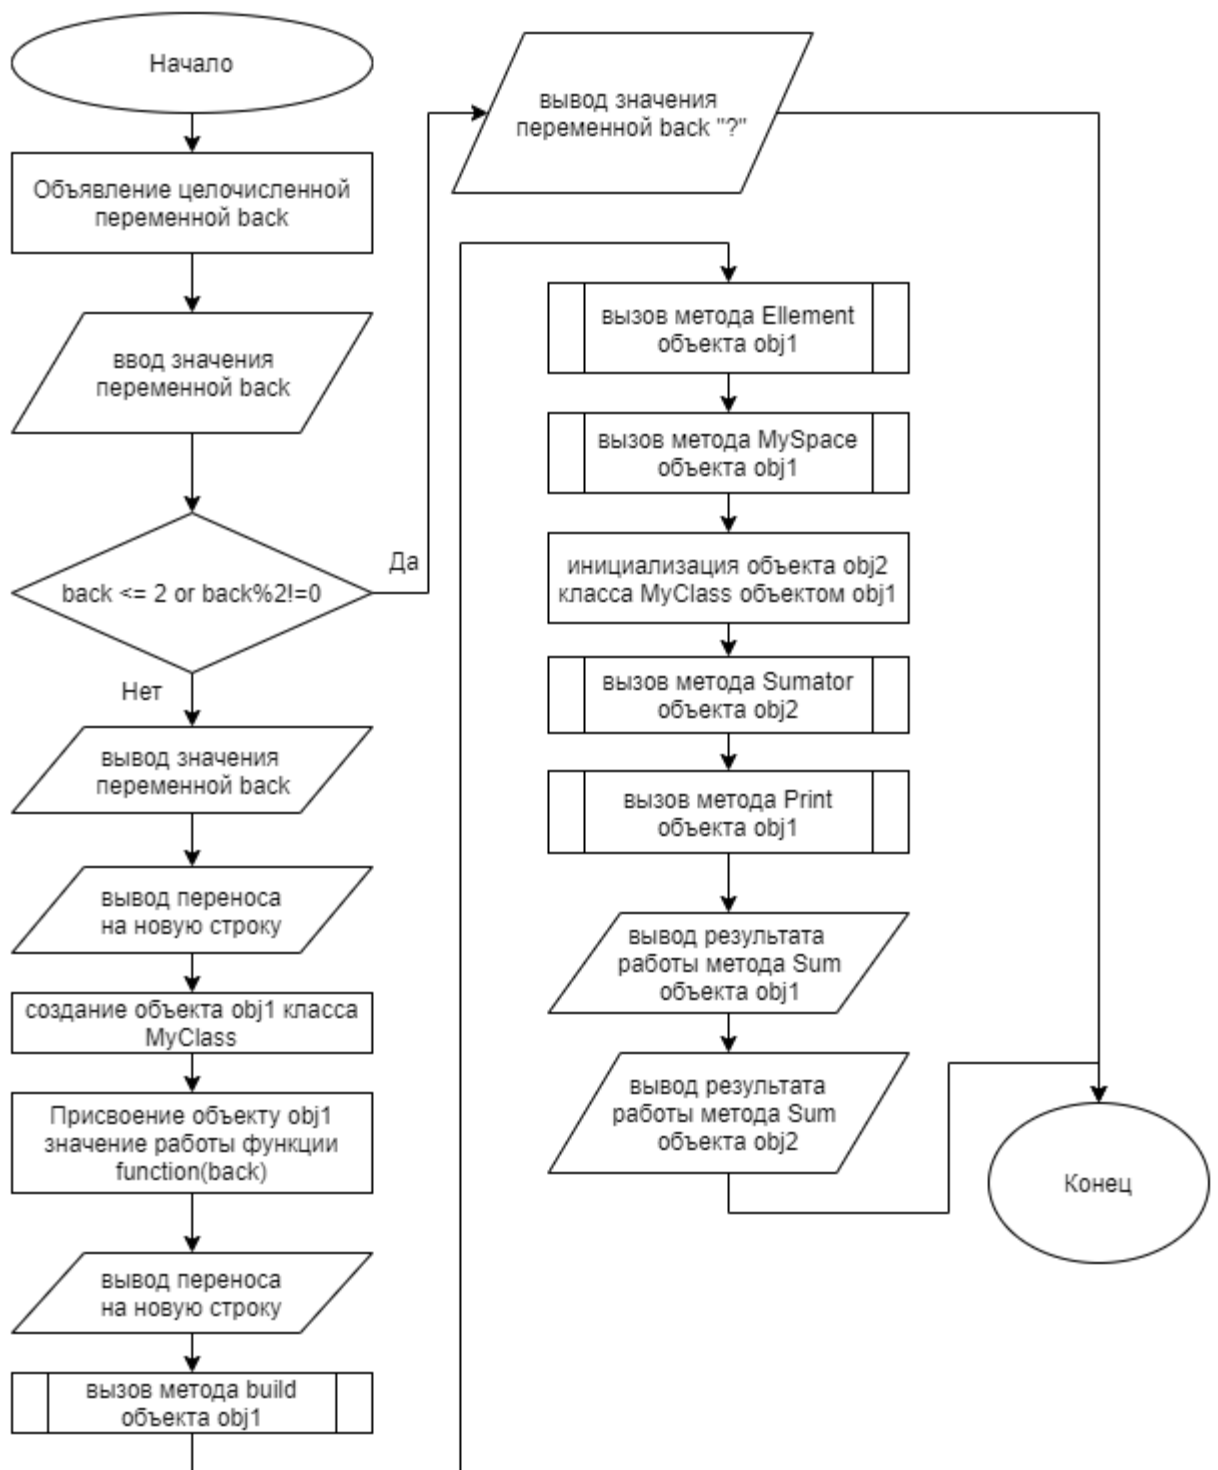 Начало
Объявление целочисленной
переменной back
ввод значения
переменной back
back <= 2 or back%2!=0
Да
Нет
вывод значения
переменной back
вывод переноса
на новую строку
создание объекта obj1 класса
MyClass
Присвоение объекту obj1
значение работы функции
function(back)
вывод переноса
на новую строку
вызов метода build
объекта obj1
вывод значения
переменной back "?"
вызов метода Ellement
объекта obj1
вызов метода MySpace
объекта obj1
инициализация объекта obj2
класса MyClass объектом obj1
вызов метода Sumator
объекта obj2
вызов метода Print
объекта obj1
вывод результата
работы метода Sum
объекта obj1
вывод результата
работы метода Sum
объекта obj2
Конец